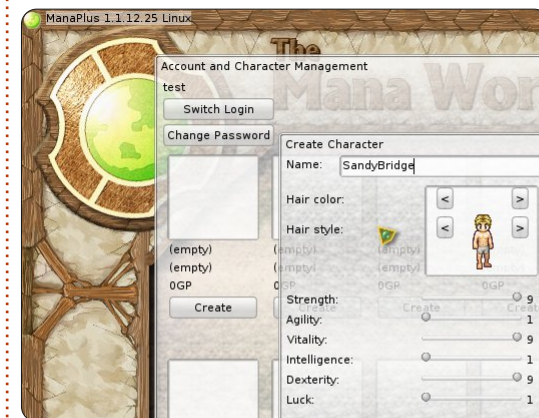 ManaPlus 1.1.12.25 Linux
The
Mana Wor
Account and Character Management
test
Switch Login
Change Password
Create Character
Name: SandyBridge
Hair color: < >
Hair style: < >
(empty)
(empty)
0GP
Create
Strength: 9
Agility: 1
Vitality: 9
Intelligence: 1
Dexterity: 9
Luck: 1